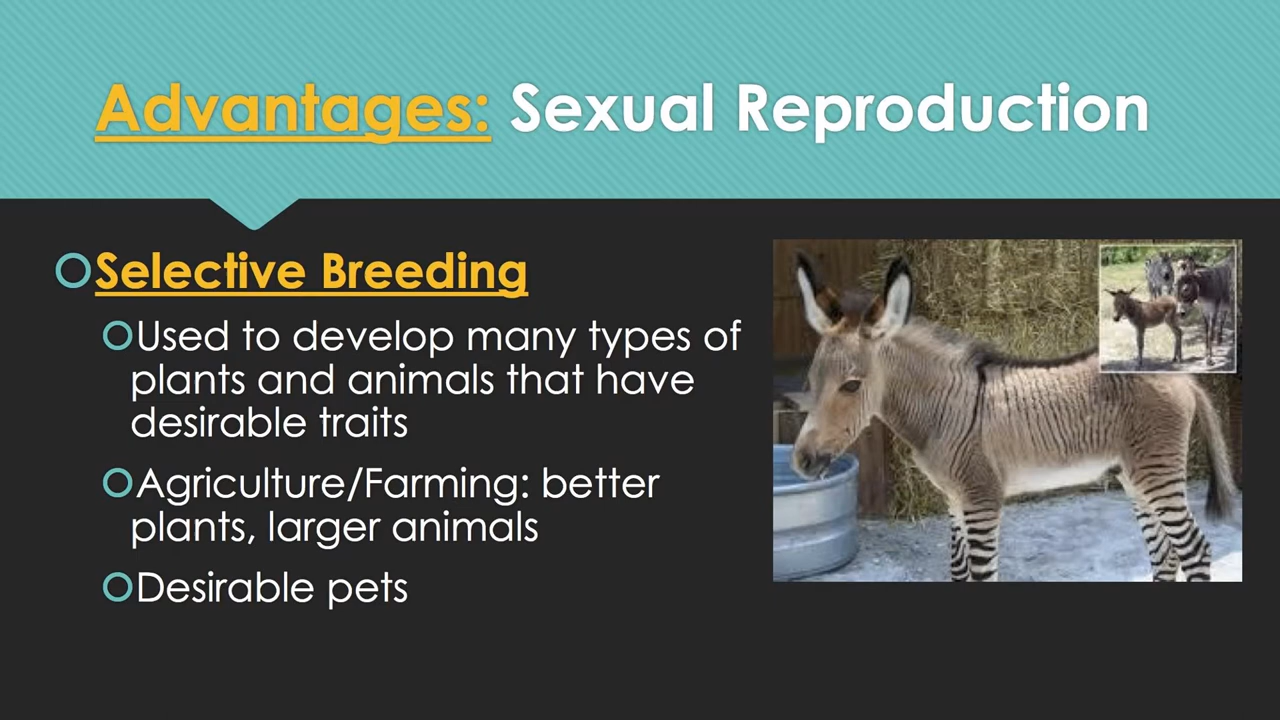 Advantages: Sexual Reproduction
Selective Breeding
Used to develop many types of
plants and animals that have
desirable traits
Agriculture/Farming: better
plants, larger animals
Desirable pets